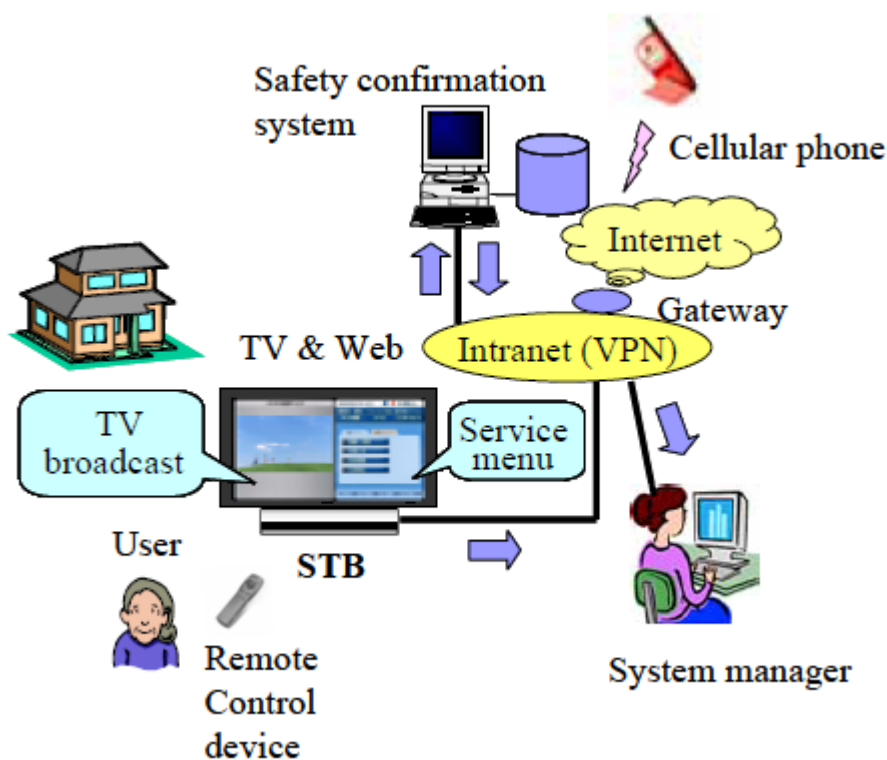 Safety confirmation
system
Cellular phone
Internet
Gateway
TV & Web
Intranet (VPN)
TV
broadcast
Service
menu
User
STB
Remote
Control
device
System manager